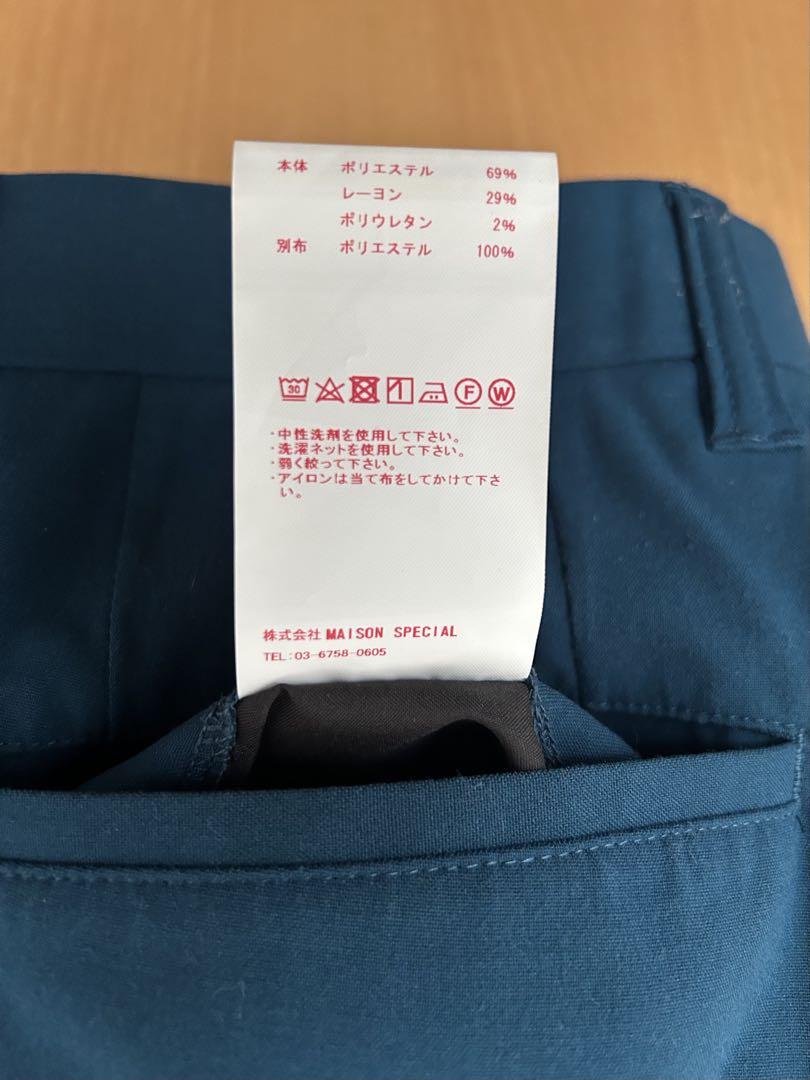 本体 ポリエステル 69%
レーヨン 29%
ポリウレタン 2%
別布 ポリエステル 100%
30 F W
・中性洗剤を使用して下さい。
・洗濯ネットを使用して下さい。
・弱く絞って下さい。
・アイロンは当て布をしてかけて下さ
い。
株式会社 MAISON SPECIAL
TEL:03-6758-0605